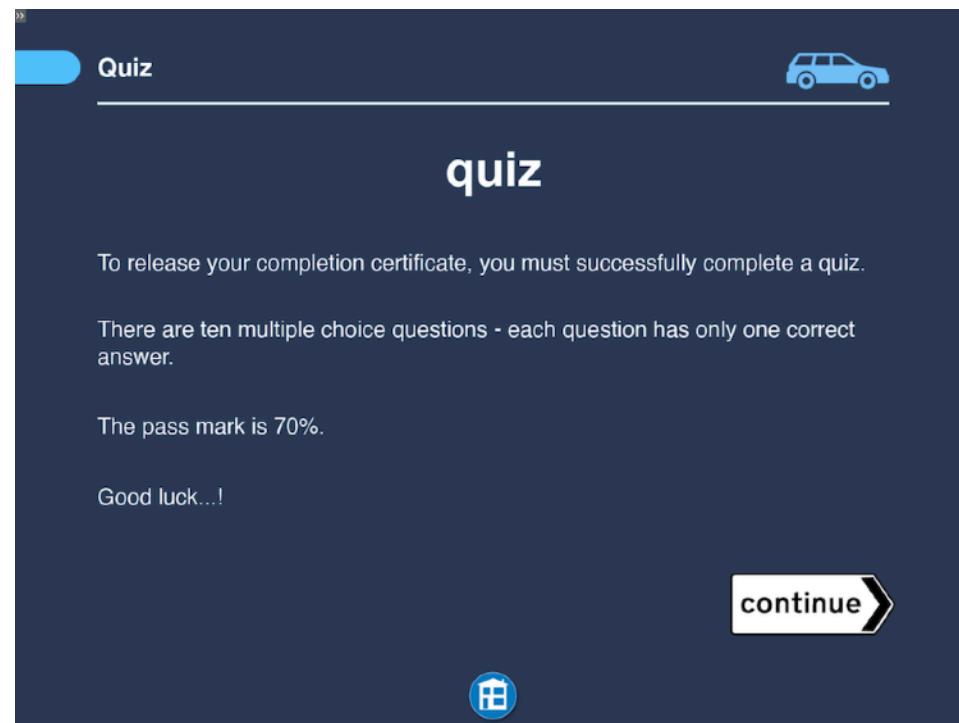 Quiz
quiz
To release your completion certificate, you must successfully complete a quiz.
There are ten multiple choice questions - each question has only one correct
answer.
The pass mark is 70%.
Good luck...!
continue